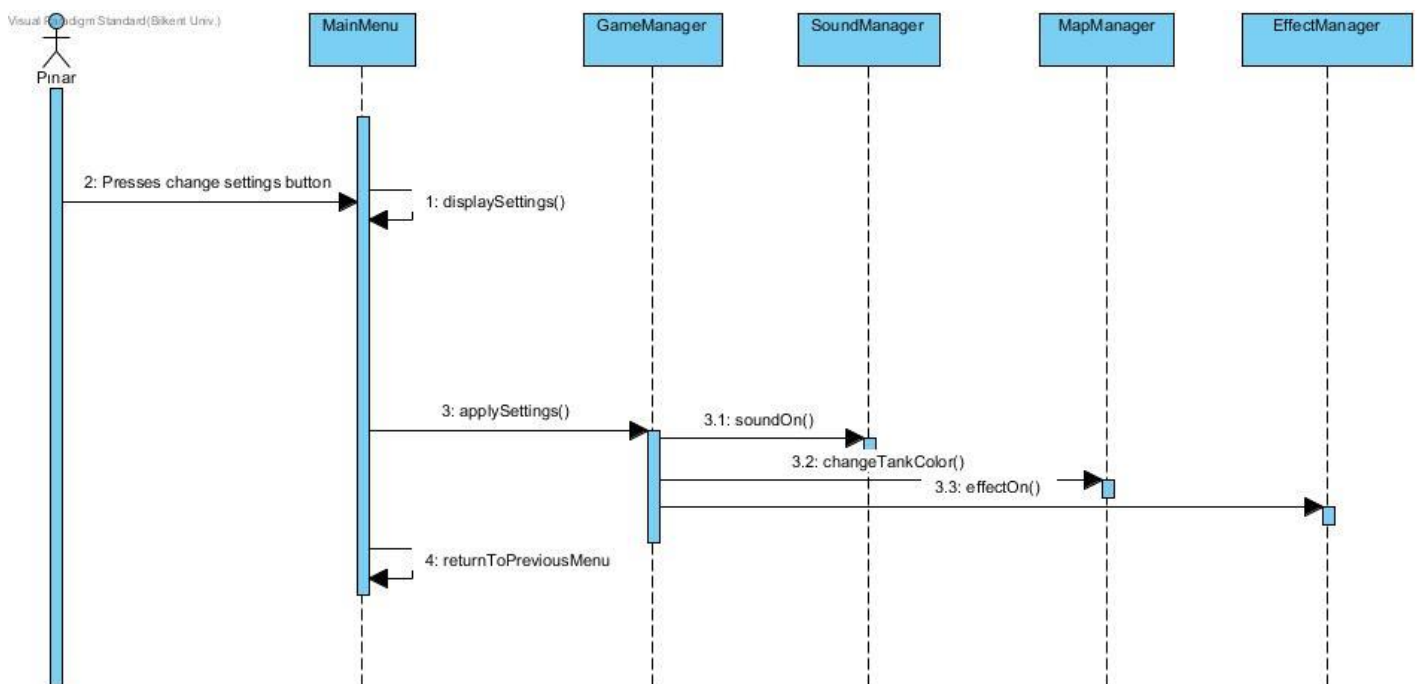 Visual Paradigm Standard(Bilkent Univ.)
Pınar
MainMenu
GameManager
SoundManager
MapManager
EffectManager
2: Presses change settings button
1: displaySettings()
3: applySettings()
3.1: soundOn()
3.2: changeTankColor()
3.3: effectOn()
4: returnToPreviousMenu